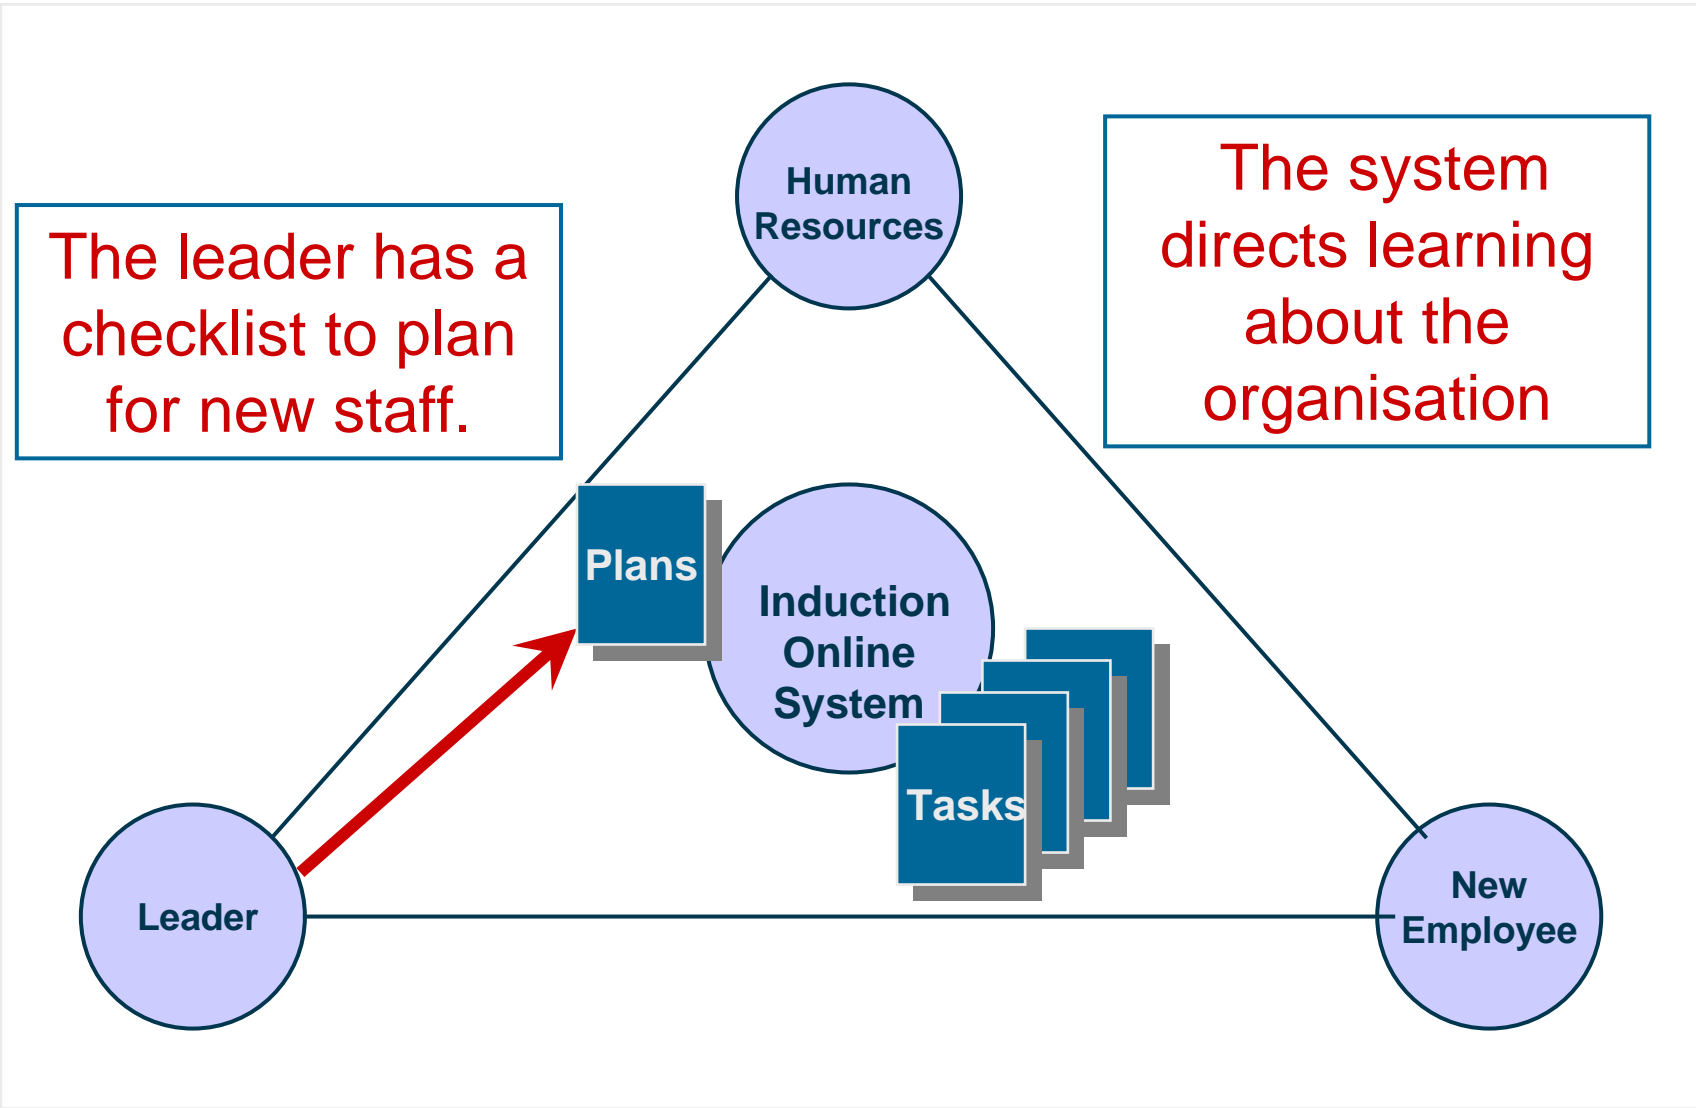 Human
Resources
The system
directs learning
about the
organisation
The leader has a
checklist to plan
for new staff.
Plans
Induction
Online
System
Tasks
Leader
New
Employee